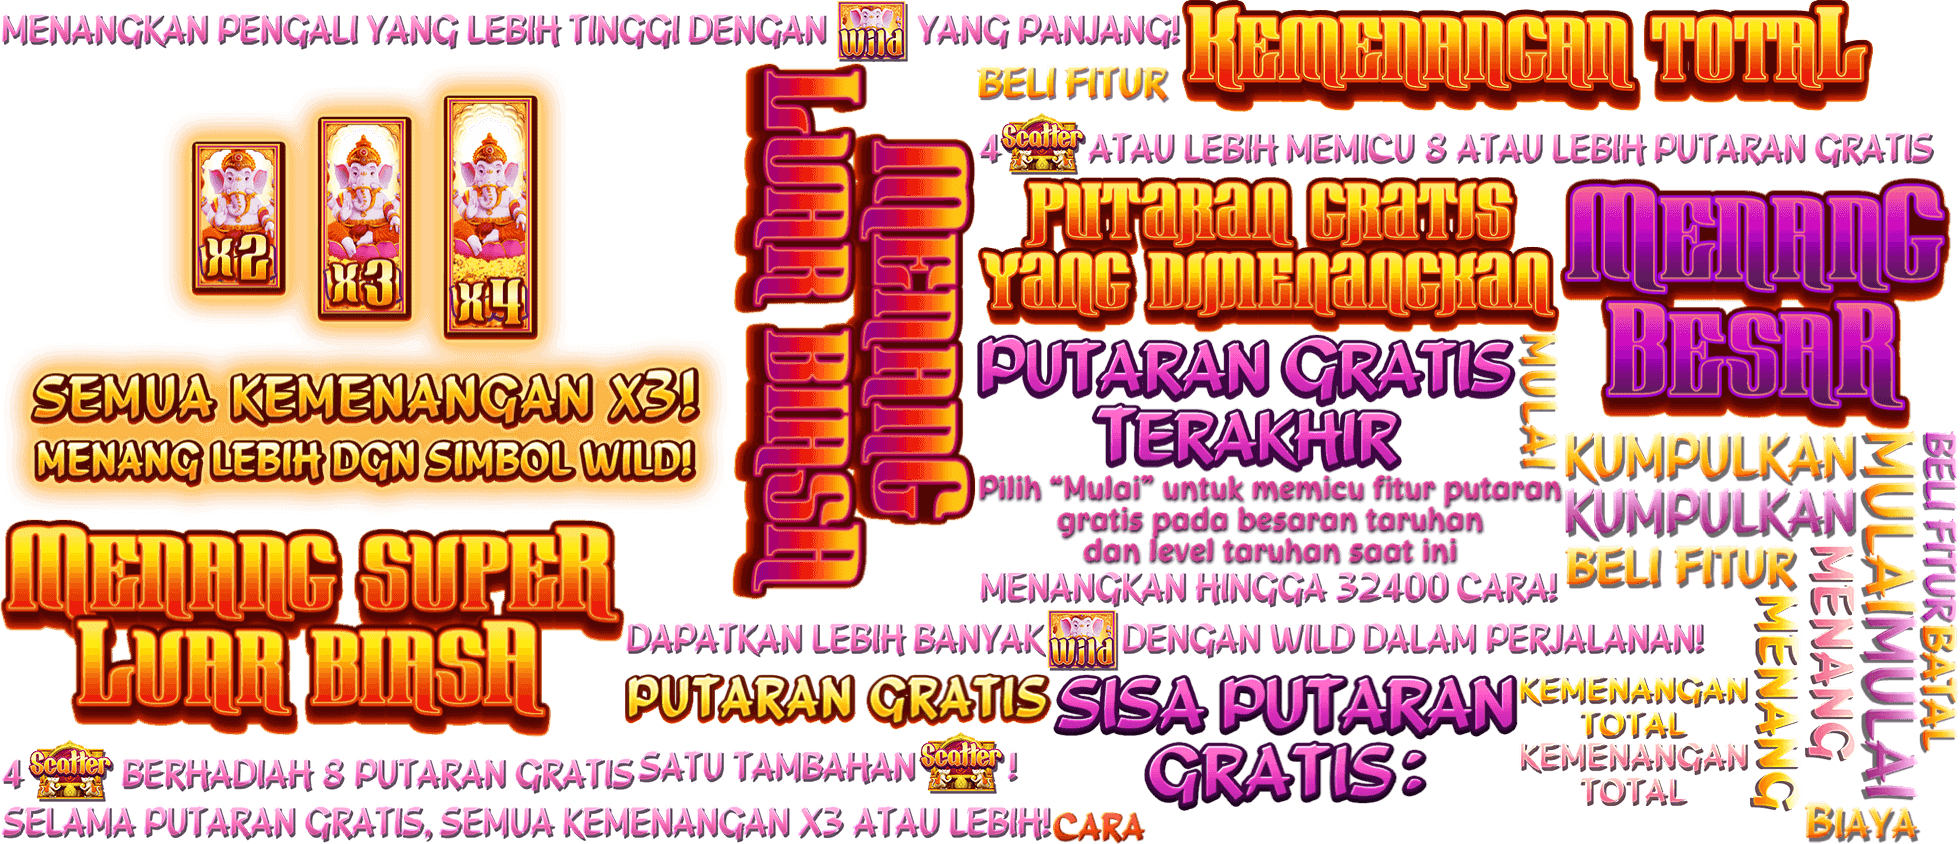 MENANGKAN PENGALI YANG LEBIH TINGGI DENGAN Wild YANG PANJANG!
KEMENANGAN TOTAL
BELI FITUR
4 Scatter ATAU LEBIH MEMICU 8 ATAU LEBIH PUTARAN GRATIS
x2
x3
x4
SEMUA KEMENANGAN X3!
MENANG LEBIH DGN SIMBOL WILD!
MENANG
LUAR BIASA
PUTARAN GRATIS
YANG DIMENANGKAN
MENANG
BESAR
PUTARAN GRATIS
TERAKHIR
MULAI
Pilih “Mulai” untuk memicu fitur putaran
gratis pada besaran taruhan
dan level taruhan saat ini
MENANGKAN HINGGA 32400 CARA!
KUMPULKAN
KUMPULKAN
BELI FITUR
MULAI
MULAI
MULAI
BELI FITUR
BATAL
MENANG
MENANG
MENANG SUPER
LUAR BIASA
DAPATKAN LEBIH BANYAK Wild DENGAN WILD DALAM PERJALANAN!
PUTARAN GRATIS
SISA PUTARAN
GRATIS:
KEMENANGAN
TOTAL
KEMENANGAN
TOTAL
4 Scatter BERHADIAH 8 PUTARAN GRATIS
SATU TAMBAHAN Scatter !
SELAMA PUTARAN GRATIS, SEMUA KEMENANGAN X3 ATAU LEBIH!
CARA
BIAYA